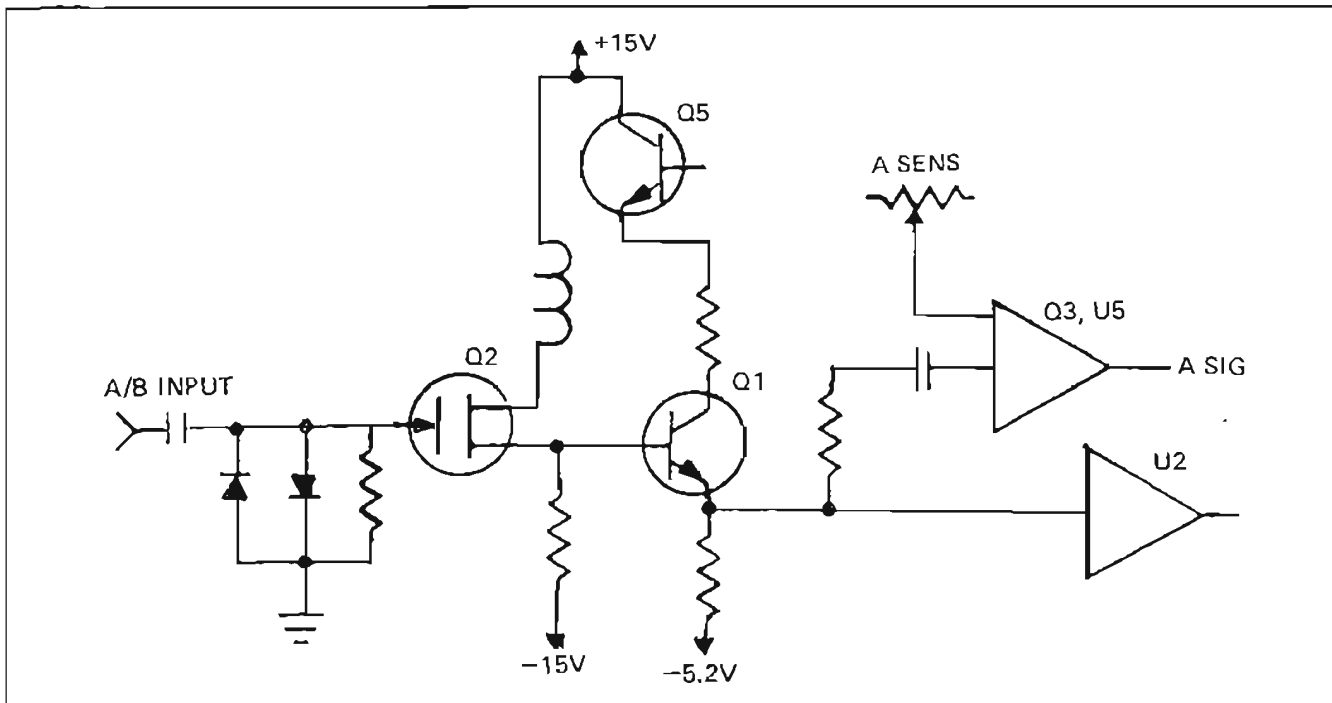 +15V
Q5
A SENS
Q3, U5
Q2
A/B INPUT
Q1
A SIG
U2
−15V
−5.2V